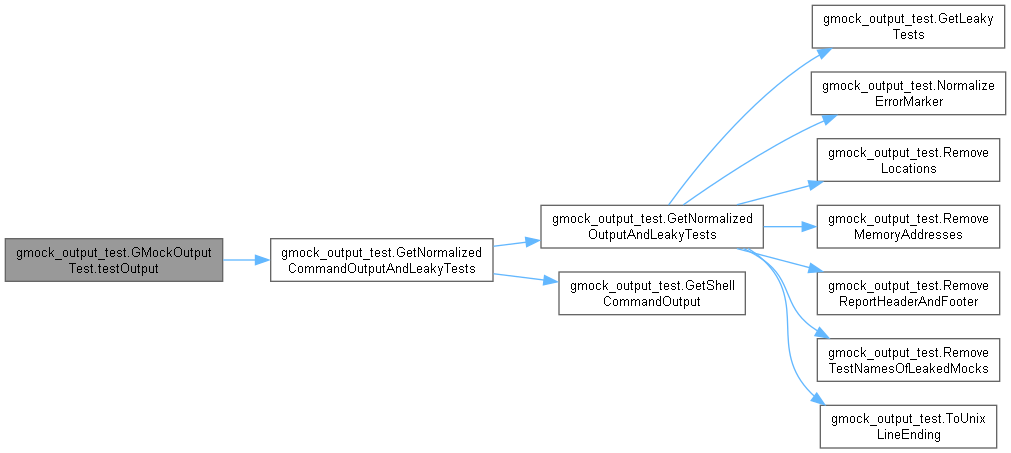 gmock_output_test.GMockOutput
Test.testOutput
gmock_output_test.GetNormalized
CommandOutputAndLeakyTests
gmock_output_test.GetNormalized
OutputAndLeakyTests
gmock_output_test.GetShell
CommandOutput
gmock_output_test.GetLeaky
Tests
gmock_output_test.Normalize
ErrorMarker
gmock_output_test.Remove
Locations
gmock_output_test.Remove
MemoryAddresses
gmock_output_test.Remove
ReportHeaderAndFooter
gmock_output_test.Remove
TestNamesOfLeakedMocks
gmock_output_test.ToUnix
LineEnding